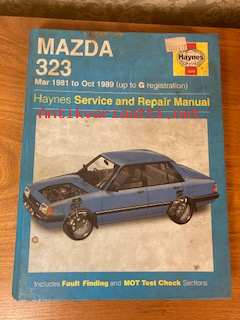 MAZDA
323
Haynes
Mar 1981 to Oct 1989 (up to G registration)
Haynes Service and Repair Manual
Includes Fault Finding and MOT Test Check Sections